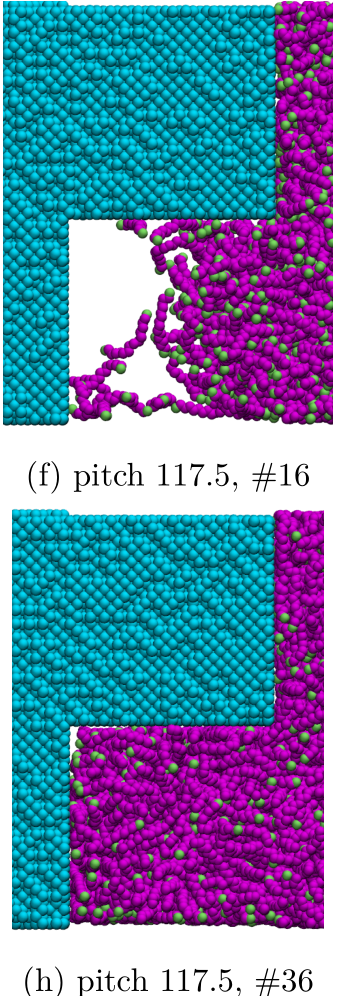 (f) pitch 117.5, #16
(h) pitch 117.5, #36